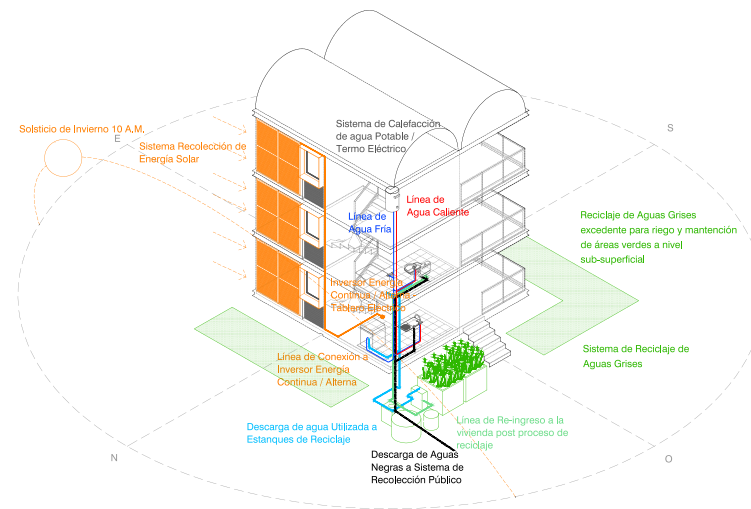 Solsticio de Invierno 10 A.M.
E
Sistema Recolección de
Energía Solar
Sistema de Calefacción
de agua Potable /
Termo Eléctrico
S
Línea de
Agua Caliente
Línea de
Agua Fría
Reciclaje de Aguas Grises
excedente para riego y mantención
de áreas verdes a nivel
sub-superficial
Inversor Energía
Continua / Alterna
Tablero Eléctrico
Línea de Conexión a
Inversor Energía
Continua / Alterna
Sistema de Reciclaje de
Aguas Grises
Descarga de agua Utilizada a
Estanques de Reciclaje
Línea de Re-ingreso a la
vivienda post proceso de
reciclaje
N
Descarga de Aguas
Negras a Sistema de
Recolección Público
O